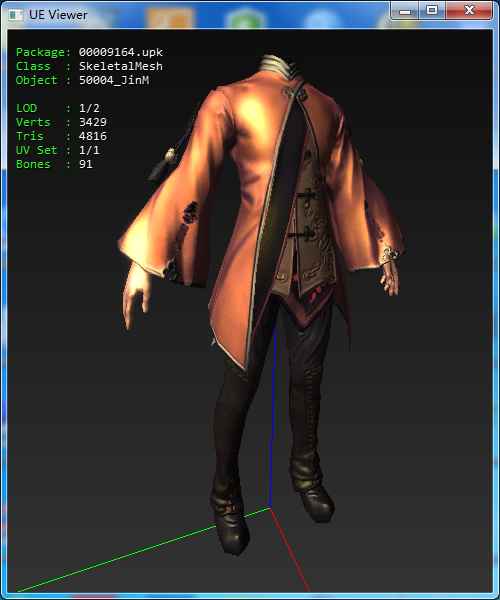 UE Viewer
Package: 00009164.upk
Class : SkeletalMesh
Object : 50004_JinM
LOD : 1/2
Verts : 3429
Tris : 4816
UV Set : 1/1
Bones : 91